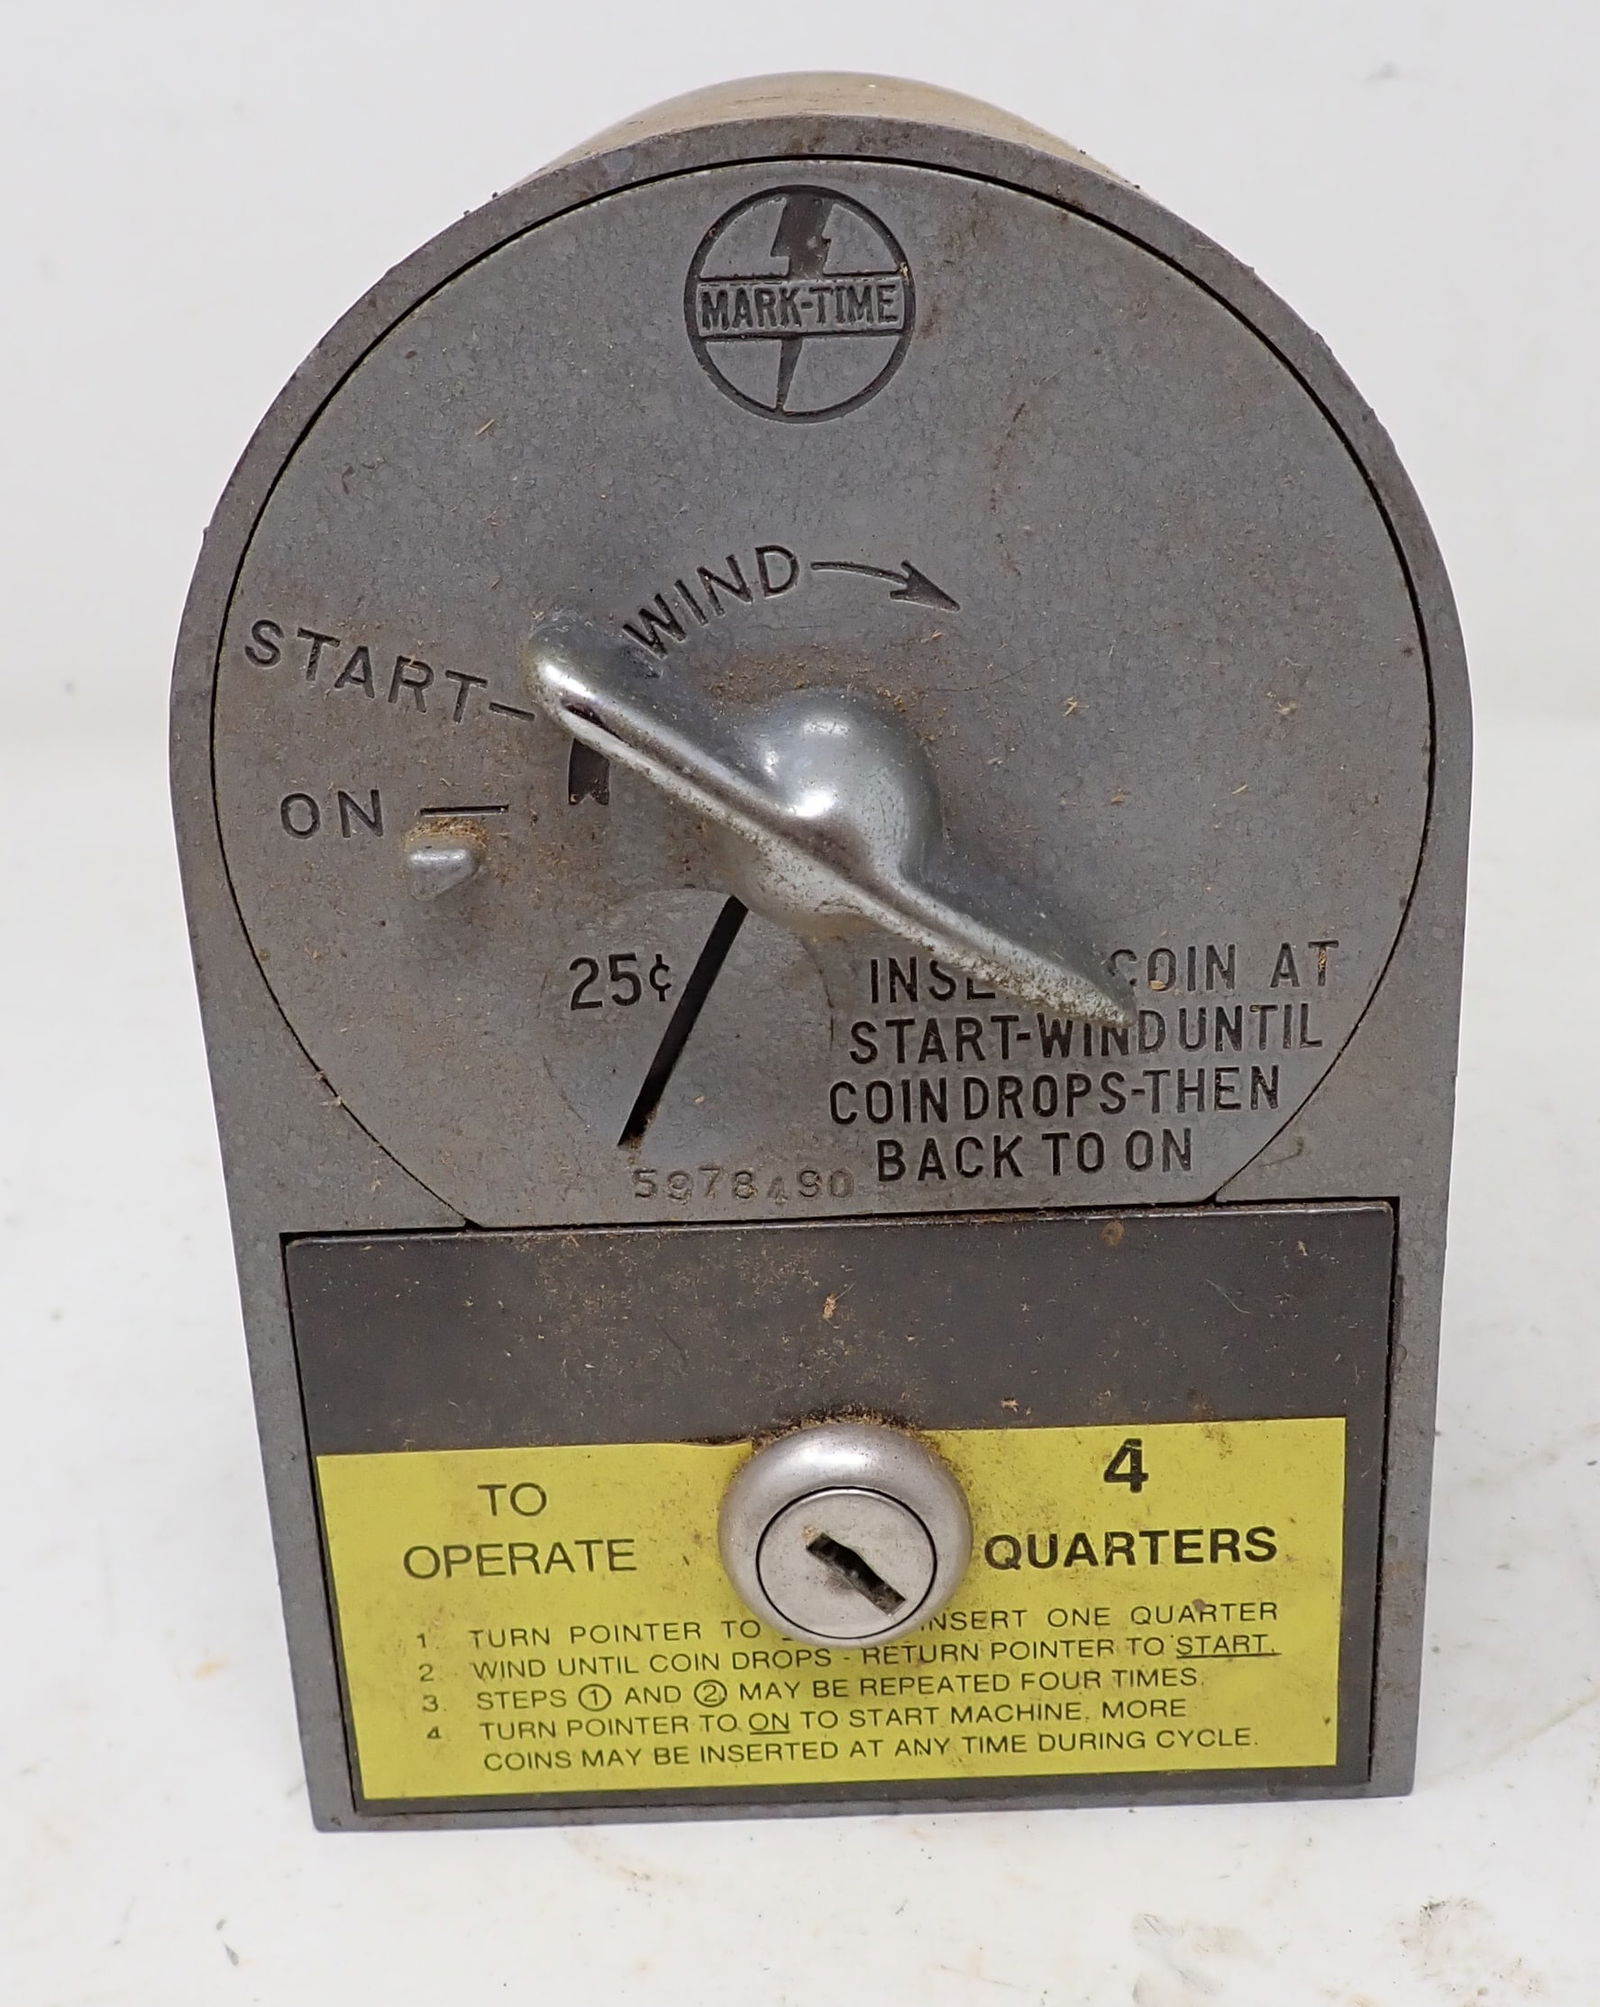 MARK-TIME
WIND
START-
ON —
25¢
COIN AT
START-WIND UNTIL
COIN DROPS-THEN
BACK TO ON
5978490
TO
OPERATE
4
QUARTERS
1. TURN POINTER TO INSERT ONE QUARTER
2. WIND UNTIL COIN DROPS - RETURN POINTER TO START.
3. STEPS ① AND ② MAY BE REPEATED FOUR TIMES.
4 TURN POINTER TO ON TO START MACHINE. MORE
COINS MAY BE INSERTED AT ANY TIME DURING CYCLE.